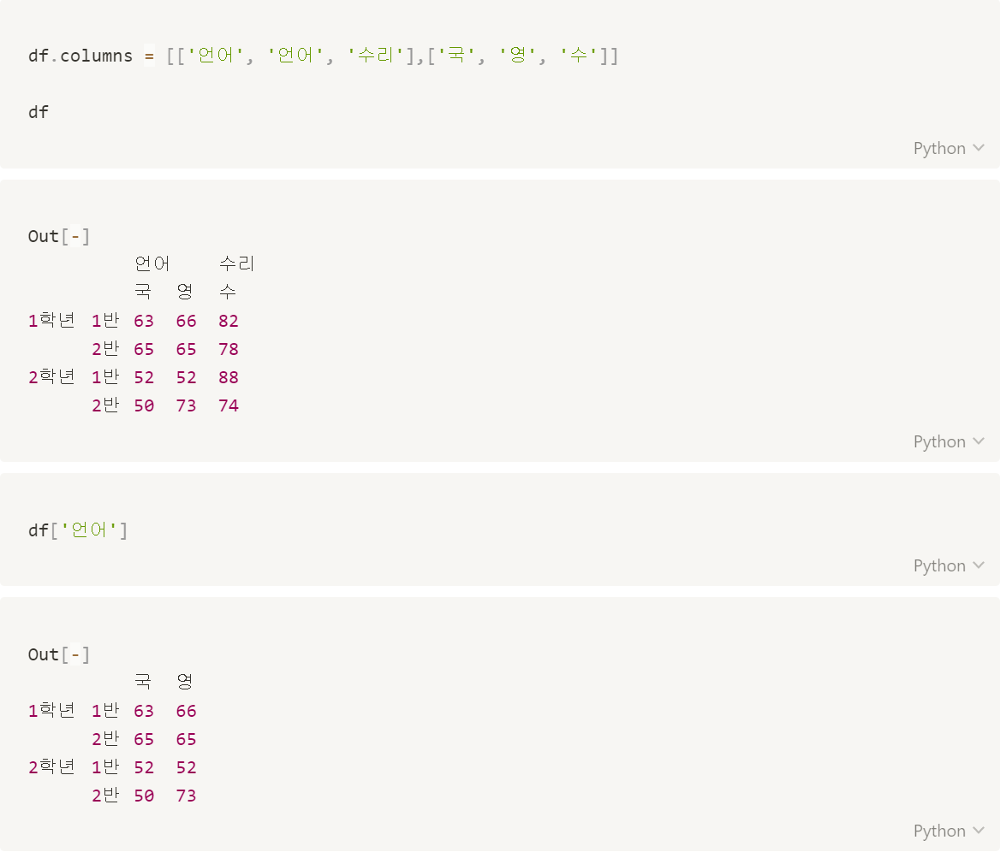 df.columns = [['언어', '언어', '수리'],['국', '영', '수']]
df
Python
Out[-]
언어 수리
국 영 수
1학년 1반 63 66 82
2반 65 65 78
2학년 1반 52 52 88
2반 50 73 74
Python
df['언어']
Python
Out[-]
국 영
1학년 1반 63 66
2반 65 65
2학년 1반 52 52
2반 50 73
Python